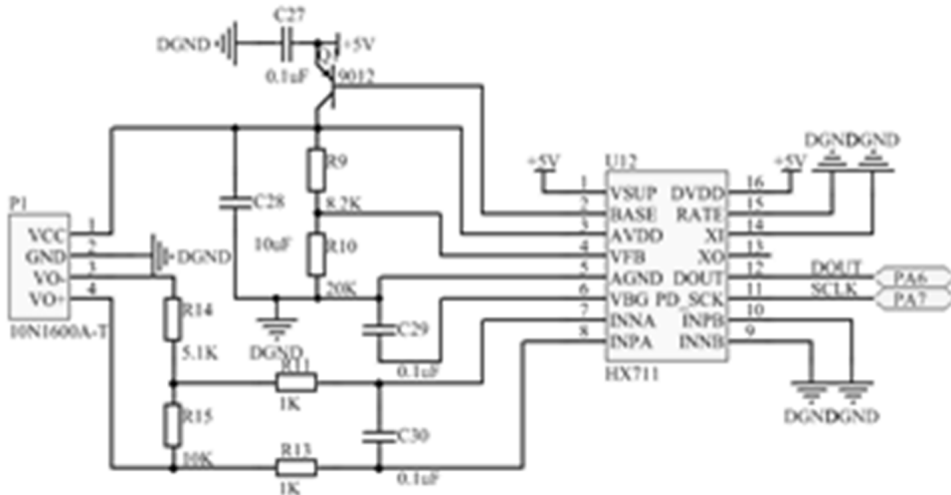 C27
DGND
+5V
Q
0.1uF
9012
R9
8.2K
C28
10uF
R10
20K
DGND
C29
0.1uF
P1
VCC 1
GND 2
VO- 3
VO+ 4
10N1600A-T
DGND
R14
5.1K
R11
1K
R15
10K
C30
0.1uF
R13
1K
U12
+5V
+5V
DGND
DGND
1 VSUP DVDD 16
2 BASE RATE 15
3 AVDD XI 14
4 VFB XO 13
5 AGND DOUT 12 DOUT PA6
6 VBG PD_SCK 11 SCLK PA7
7 INNA INPB 10
8 INPA INNB 9
HX711
DGND
DGND